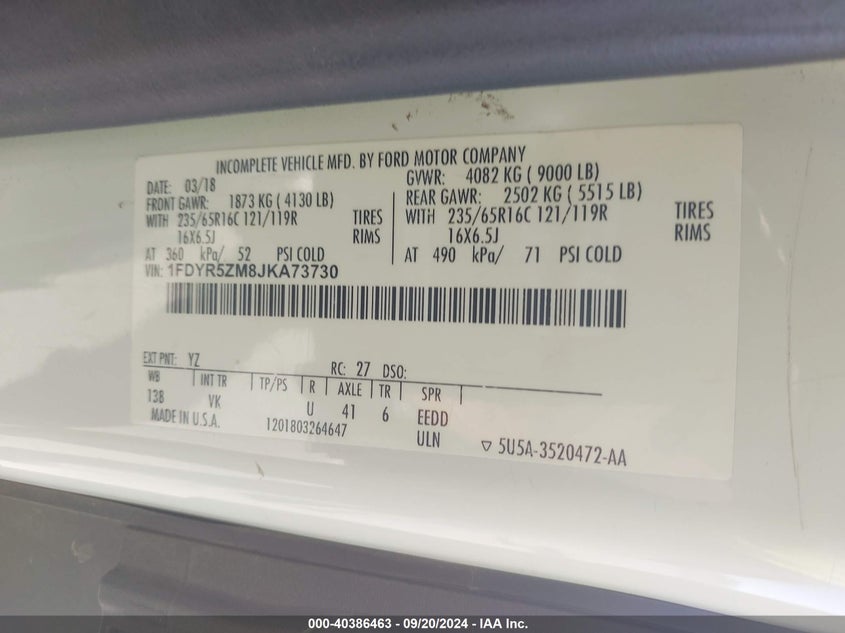 INCOMPLETE VEHICLE MFD. BY FORD MOTOR COMPANY
DATE: 03/18 GVWR: 4082 KG ( 9000 LB)
FRONT GAWR: 1873 KG ( 4130 LB) REAR GAWR: 2502 KG ( 5515 LB)
WITH 235/65R16C 121/119R TIRES WITH 235/65R16C 121/119R TIRES
16X6.5J RIMS 16X6.5J RIMS
AT 360 kPa/ 52 PSI COLD AT 490 kPa/ 71 PSI COLD
VIN: 1FDYR5ZM8JKA73730
EXT PNT: YZ RC: 27 DSO:
WB INT TR TP/PS R AXLE TR SPR
138 VK U 41 6 EEDD
MADE IN U.S.A. 1201803264647 ULN ▽ 5U5A-3520472-AA
000-40386463 - 09/20/2024 - IAA Inc.